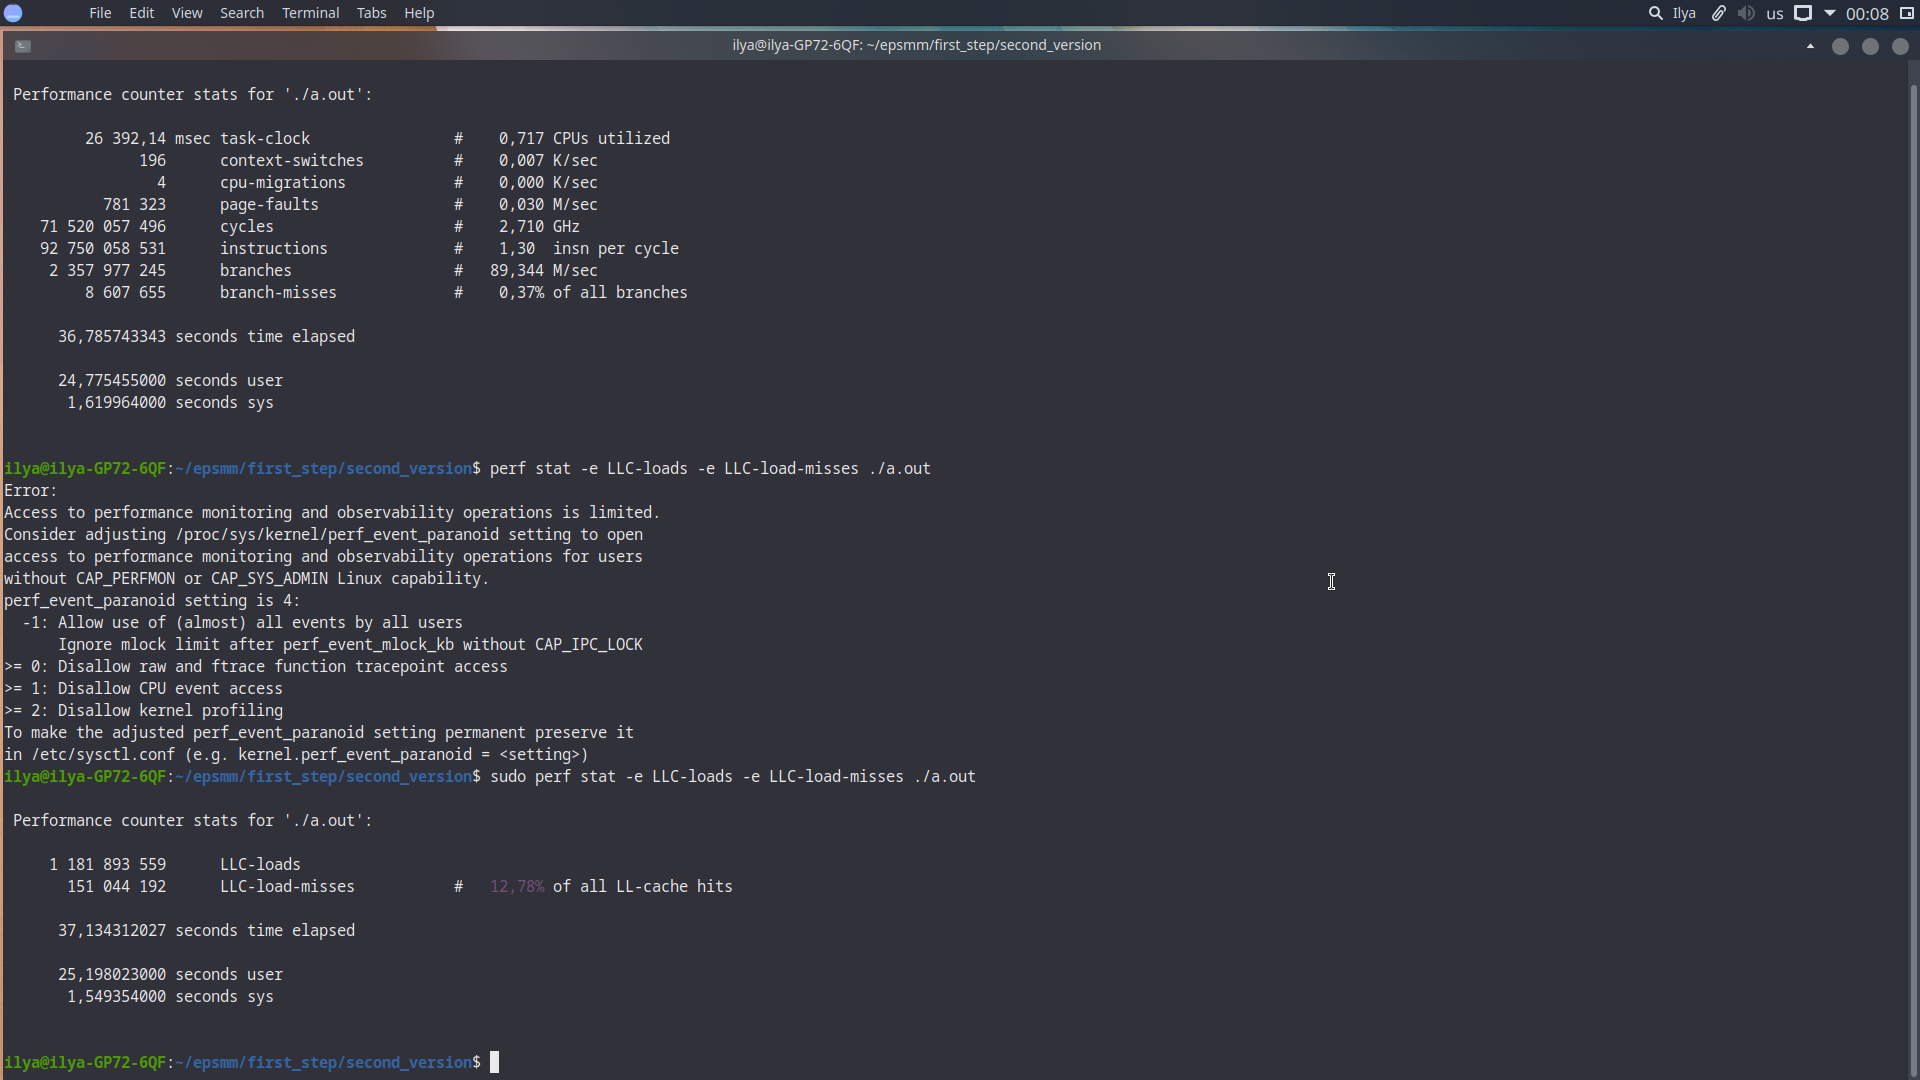 File Edit View Search Terminal Tabs Help Ilya us 00:08
ilya@ilya-GP72-6QF: ~/epsmm/first_step/second_version
Performance counter stats for './a.out':
26 392,14 msec task-clock # 0,717 CPUs utilized
196 context-switches # 0,007 K/sec
4 cpu-migrations # 0,000 K/sec
781 323 page-faults # 0,030 M/sec
71 520 057 496 cycles # 2,710 GHz
92 750 058 531 instructions # 1,30 insn per cycle
2 357 977 245 branches # 89,344 M/sec
8 607 655 branch-misses # 0,37% of all branches
36,785743343 seconds time elapsed
24,775455000 seconds user
1,619964000 seconds sys
ilya@ilya-GP72-6QF:~/epsmm/first_step/second_version$ perf stat -e LLC-loads -e LLC-load-misses ./a.out
Error:
Access to performance monitoring and observability operations is limited.
Consider adjusting /proc/sys/kernel/perf_event_paranoid setting to open
access to performance monitoring and observability operations for users
without CAP_PERFMON or CAP_SYS_ADMIN Linux capability.
perf_event_paranoid setting is 4:
-1: Allow use of (almost) all events by all users
Ignore mlock limit after perf_event_mlock_kb without CAP_IPC_LOCK
>= 0: Disallow raw and ftrace function tracepoint access
>= 1: Disallow CPU event access
>= 2: Disallow kernel profiling
To make the adjusted perf_event_paranoid setting permanent preserve it
in /etc/sysctl.conf (e.g. kernel.perf_event_paranoid = <setting>)
ilya@ilya-GP72-6QF:~/epsmm/first_step/second_version$ sudo perf stat -e LLC-loads -e LLC-load-misses ./a.out
Performance counter stats for './a.out':
1 181 893 559 LLC-loads
151 044 192 LLC-load-misses # 12,78% of all LL-cache hits
37,134312027 seconds time elapsed
25,198023000 seconds user
1,549354000 seconds sys
ilya@ilya-GP72-6QF:~/epsmm/first_step/second_version$